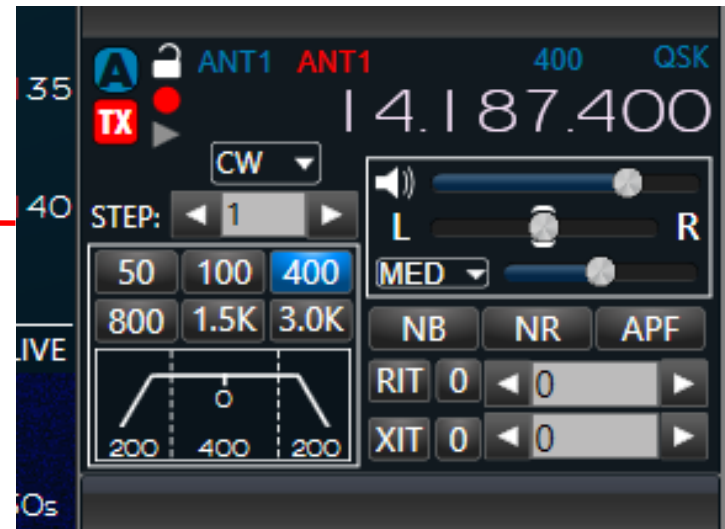 35
40
IVE
0s
A ANT1 ANT1 400 QSK
TX 14.187.400
CW
STEP: 1
L R
MED
50 100 400
800 1.5K 3.0K
NB NR APF
0
200 400 200
RIT 0 0
XIT 0 0